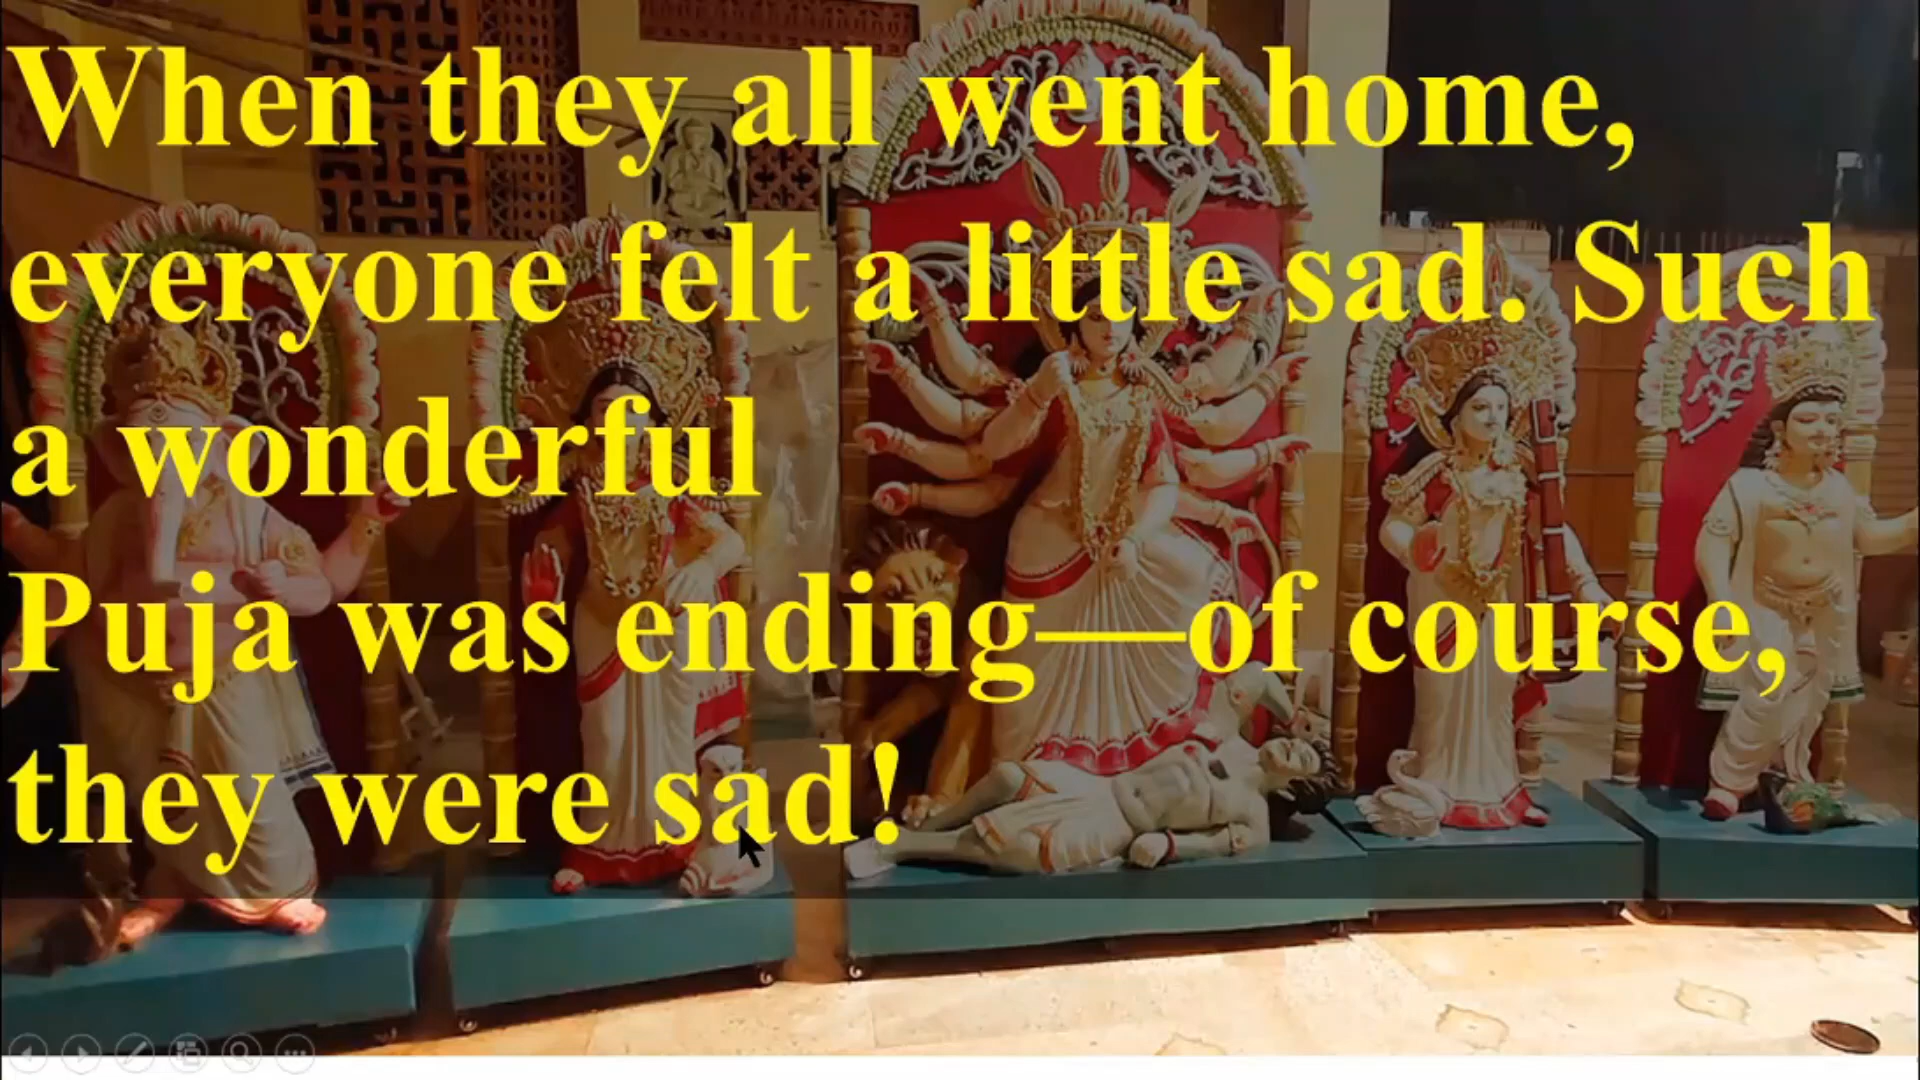 When they all went home,
everyone felt a little sad. Such
a wonderful
Puja was ending—of course,
they were sad!